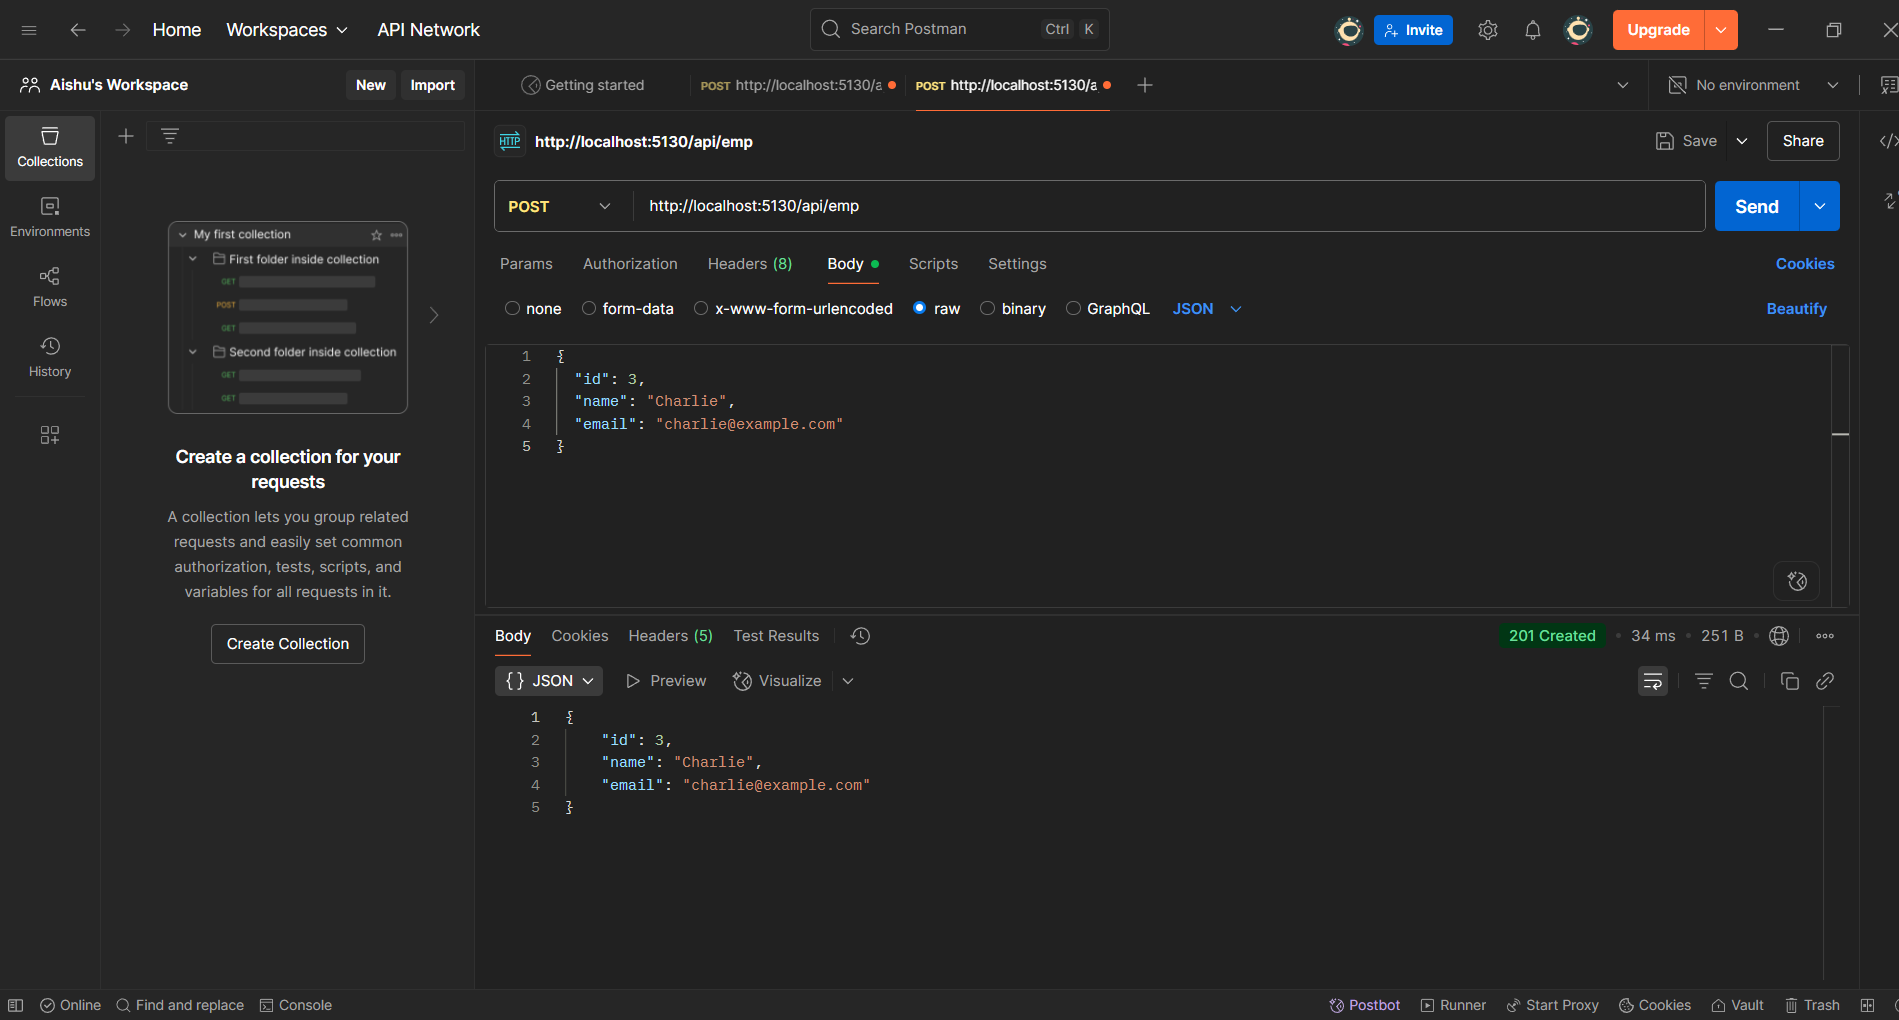 Home Workspaces API Network Search Postman Ctrl K Invite Upgrade
Aishu's Workspace New Import Getting started POST http://localhost:5130/a POST http://localhost:5130/a No environment
Collections
Environments
Flows
History
My first collection
First folder inside collection
GET
POST
GET
Second folder inside collection
GET
GET
Create a collection for your
requests
A collection lets you group related
requests and easily set common
authorization, tests, scripts, and
variables for all requests in it.
Create Collection
HTTP http://localhost:5130/api/emp Save Share
POST http://localhost:5130/api/emp Send
Params Authorization Headers (8) Body Scripts Settings Cookies
none form-data x-www-form-urlencoded raw binary GraphQL JSON Beautify
1 {
2 "id": 3,
3 "name": "Charlie",
4 "email": "charlie@example.com"
5 }
Body Cookies Headers (5) Test Results 201 Created 34 ms 251 B
{} JSON Preview Visualize
1 {
2 "id": 3,
3 "name": "Charlie",
4 "email": "charlie@example.com"
5 }
Online Find and replace Console Postbot Runner Start Proxy Cookies Vault Trash